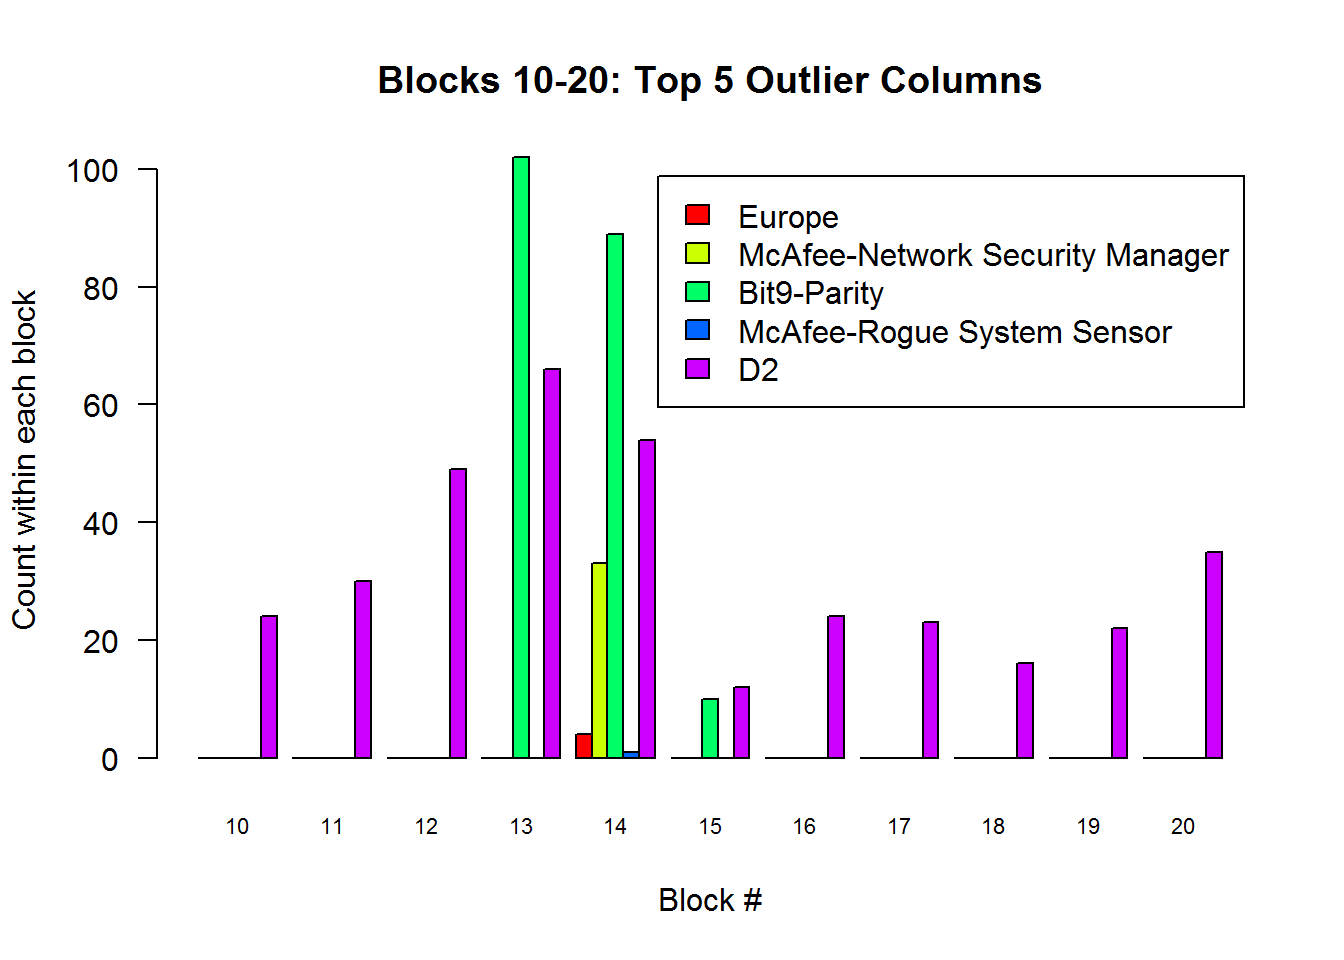 Blocks 10-20: Top 5 Outlier Columns
Count within each block
100
80
60
40
20
0
Europe
McAfee-Network Security Manager
Bit9-Parity
McAfee-Rogue System Sensor
D2
10 11 12 13 14 15 16 17 18 19 20
Block #